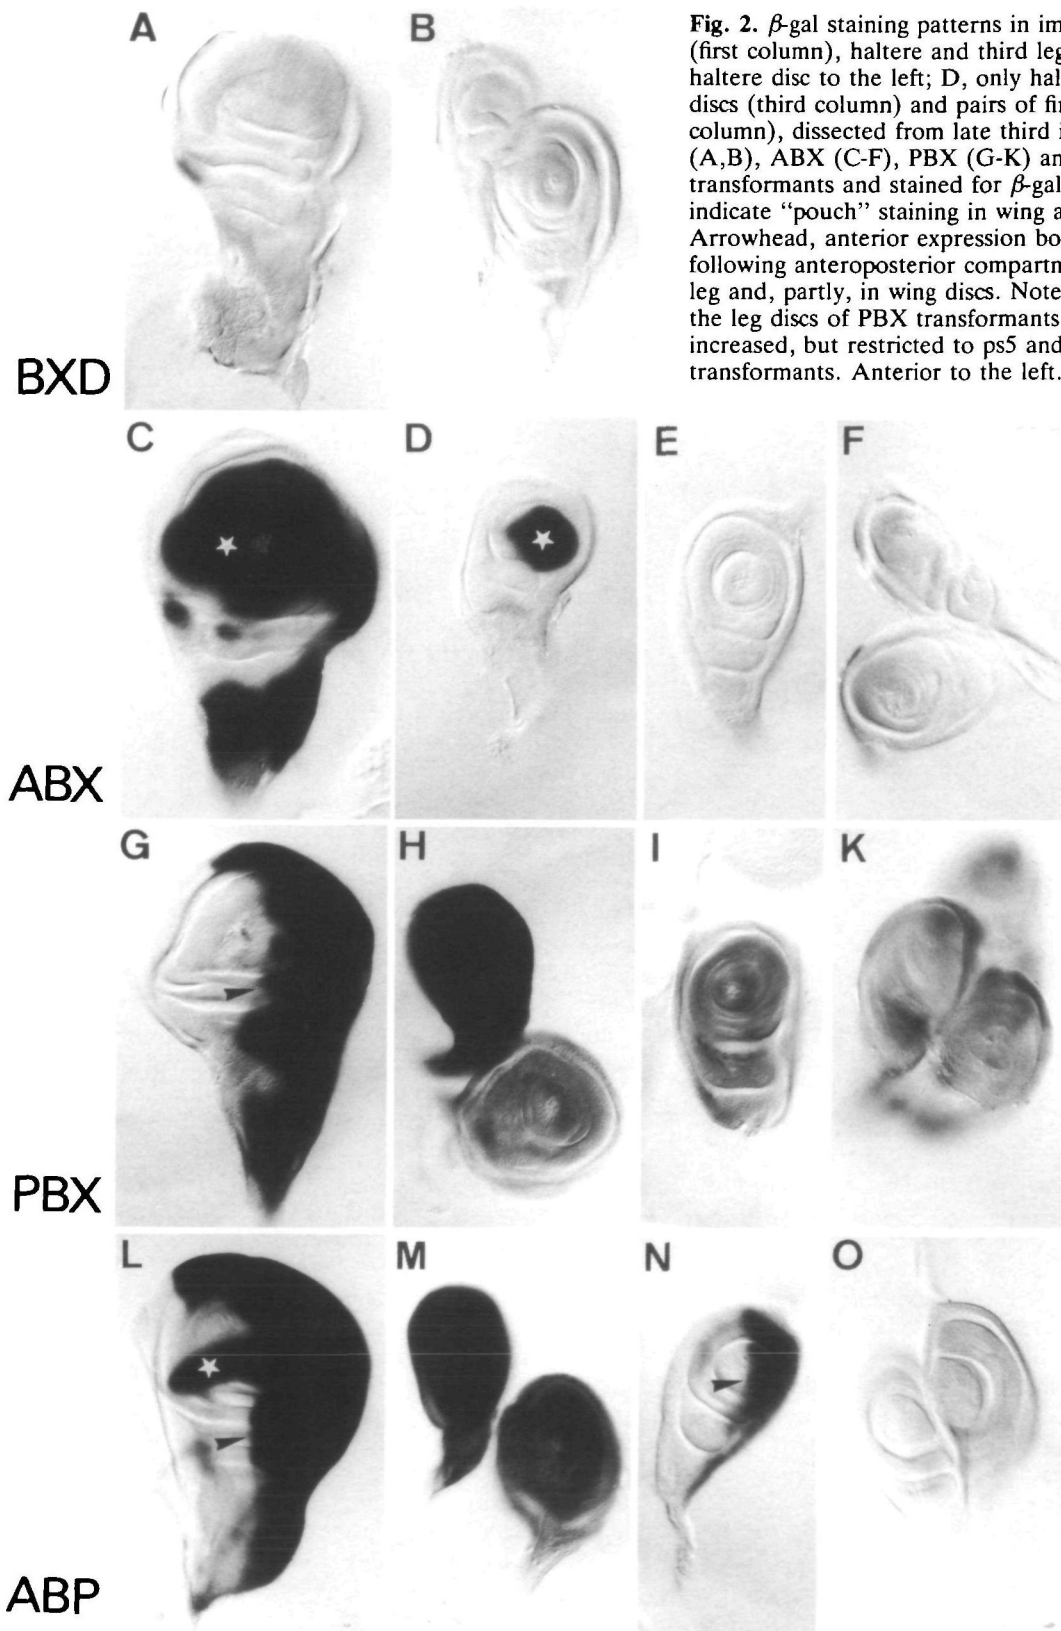 A
B
Fig. 2. β-gal staining patterns in im
(first column), haltere and third leg
haltere disc to the left; D, only hal
discs (third column) and pairs of fi
column), dissected from late third i
(A,B), ABX (C-F), PBX (G-K) an
transformants and stained for β-gal
indicate “pouch” staining in wing a
Arrowhead, anterior expression bo
following anteroposterior compartm
leg and, partly, in wing discs. Note
the leg discs of PBX transformants
increased, but restricted to ps5 and
transformants. Anterior to the left.
BXD
C
D
E
F
ABX
G
H
I
K
PBX
L
M
N
O
ABP